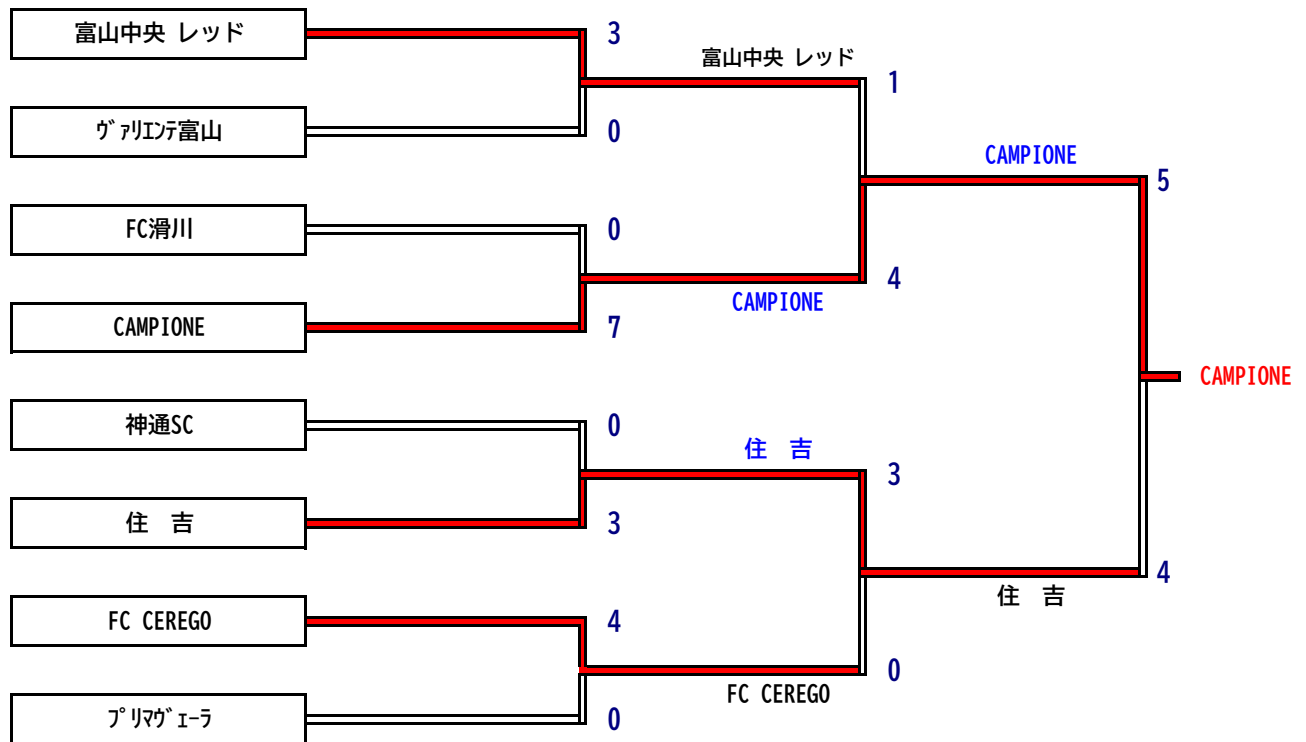 富山中央 レッド
3
富山中央 レッド
1
ｳﾞｧﾘｴﾝﾃ富山
0
CAMPIONE
5
FC滑川
0
4
CAMPIONE
CAMPIONE
7
CAMPIONE
神通SC
0
住　吉
3
住　吉
3
4
住　吉
FC CEREGO
4
0
FC CEREGO
ﾌﾟﾘﾏｳﾞｪｰﾗ
0